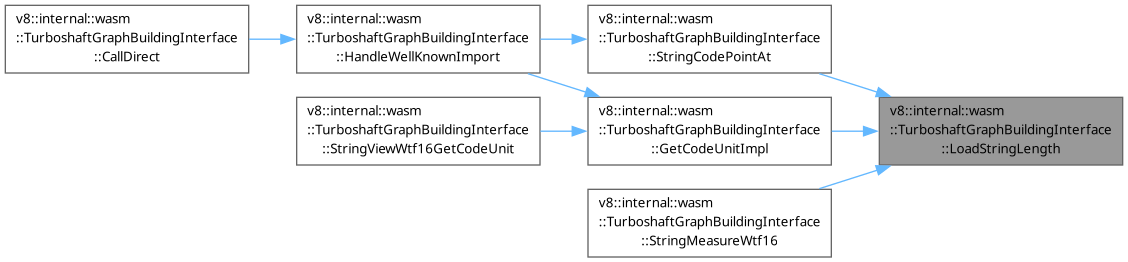 v8::internal::wasm
::TurboshaftGraphBuildingInterface
::CallDirect
v8::internal::wasm
::TurboshaftGraphBuildingInterface
::HandleWellKnownImport
v8::internal::wasm
::TurboshaftGraphBuildingInterface
::StringCodePointAt
v8::internal::wasm
::TurboshaftGraphBuildingInterface
::StringViewWtf16GetCodeUnit
v8::internal::wasm
::TurboshaftGraphBuildingInterface
::GetCodeUnitImpl
v8::internal::wasm
::TurboshaftGraphBuildingInterface
::LoadStringLength
v8::internal::wasm
::TurboshaftGraphBuildingInterface
::StringMeasureWtf16